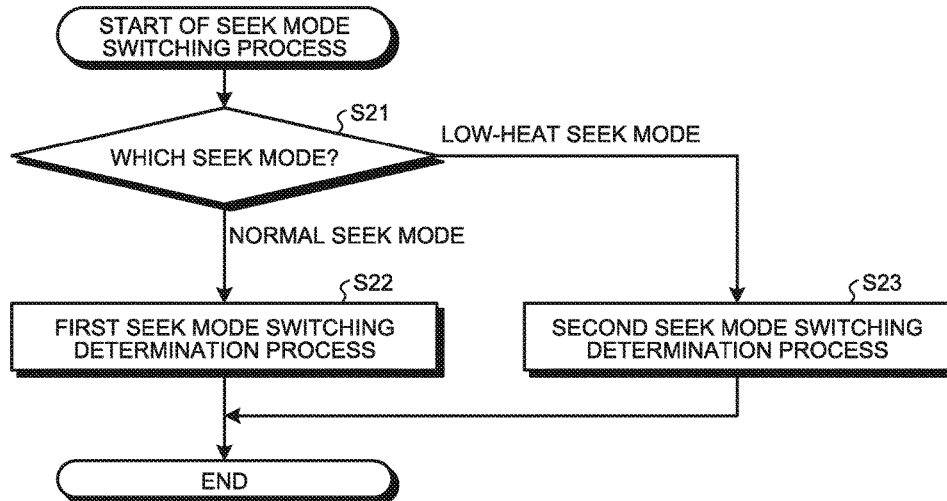 START OF SEEK MODE
SWITCHING PROCESS
S21
WHICH SEEK MODE?
LOW-HEAT SEEK MODE
NORMAL SEEK MODE
S22
FIRST SEEK MODE SWITCHING
DETERMINATION PROCESS
S23
SECOND SEEK MODE SWITCHING
DETERMINATION PROCESS
END